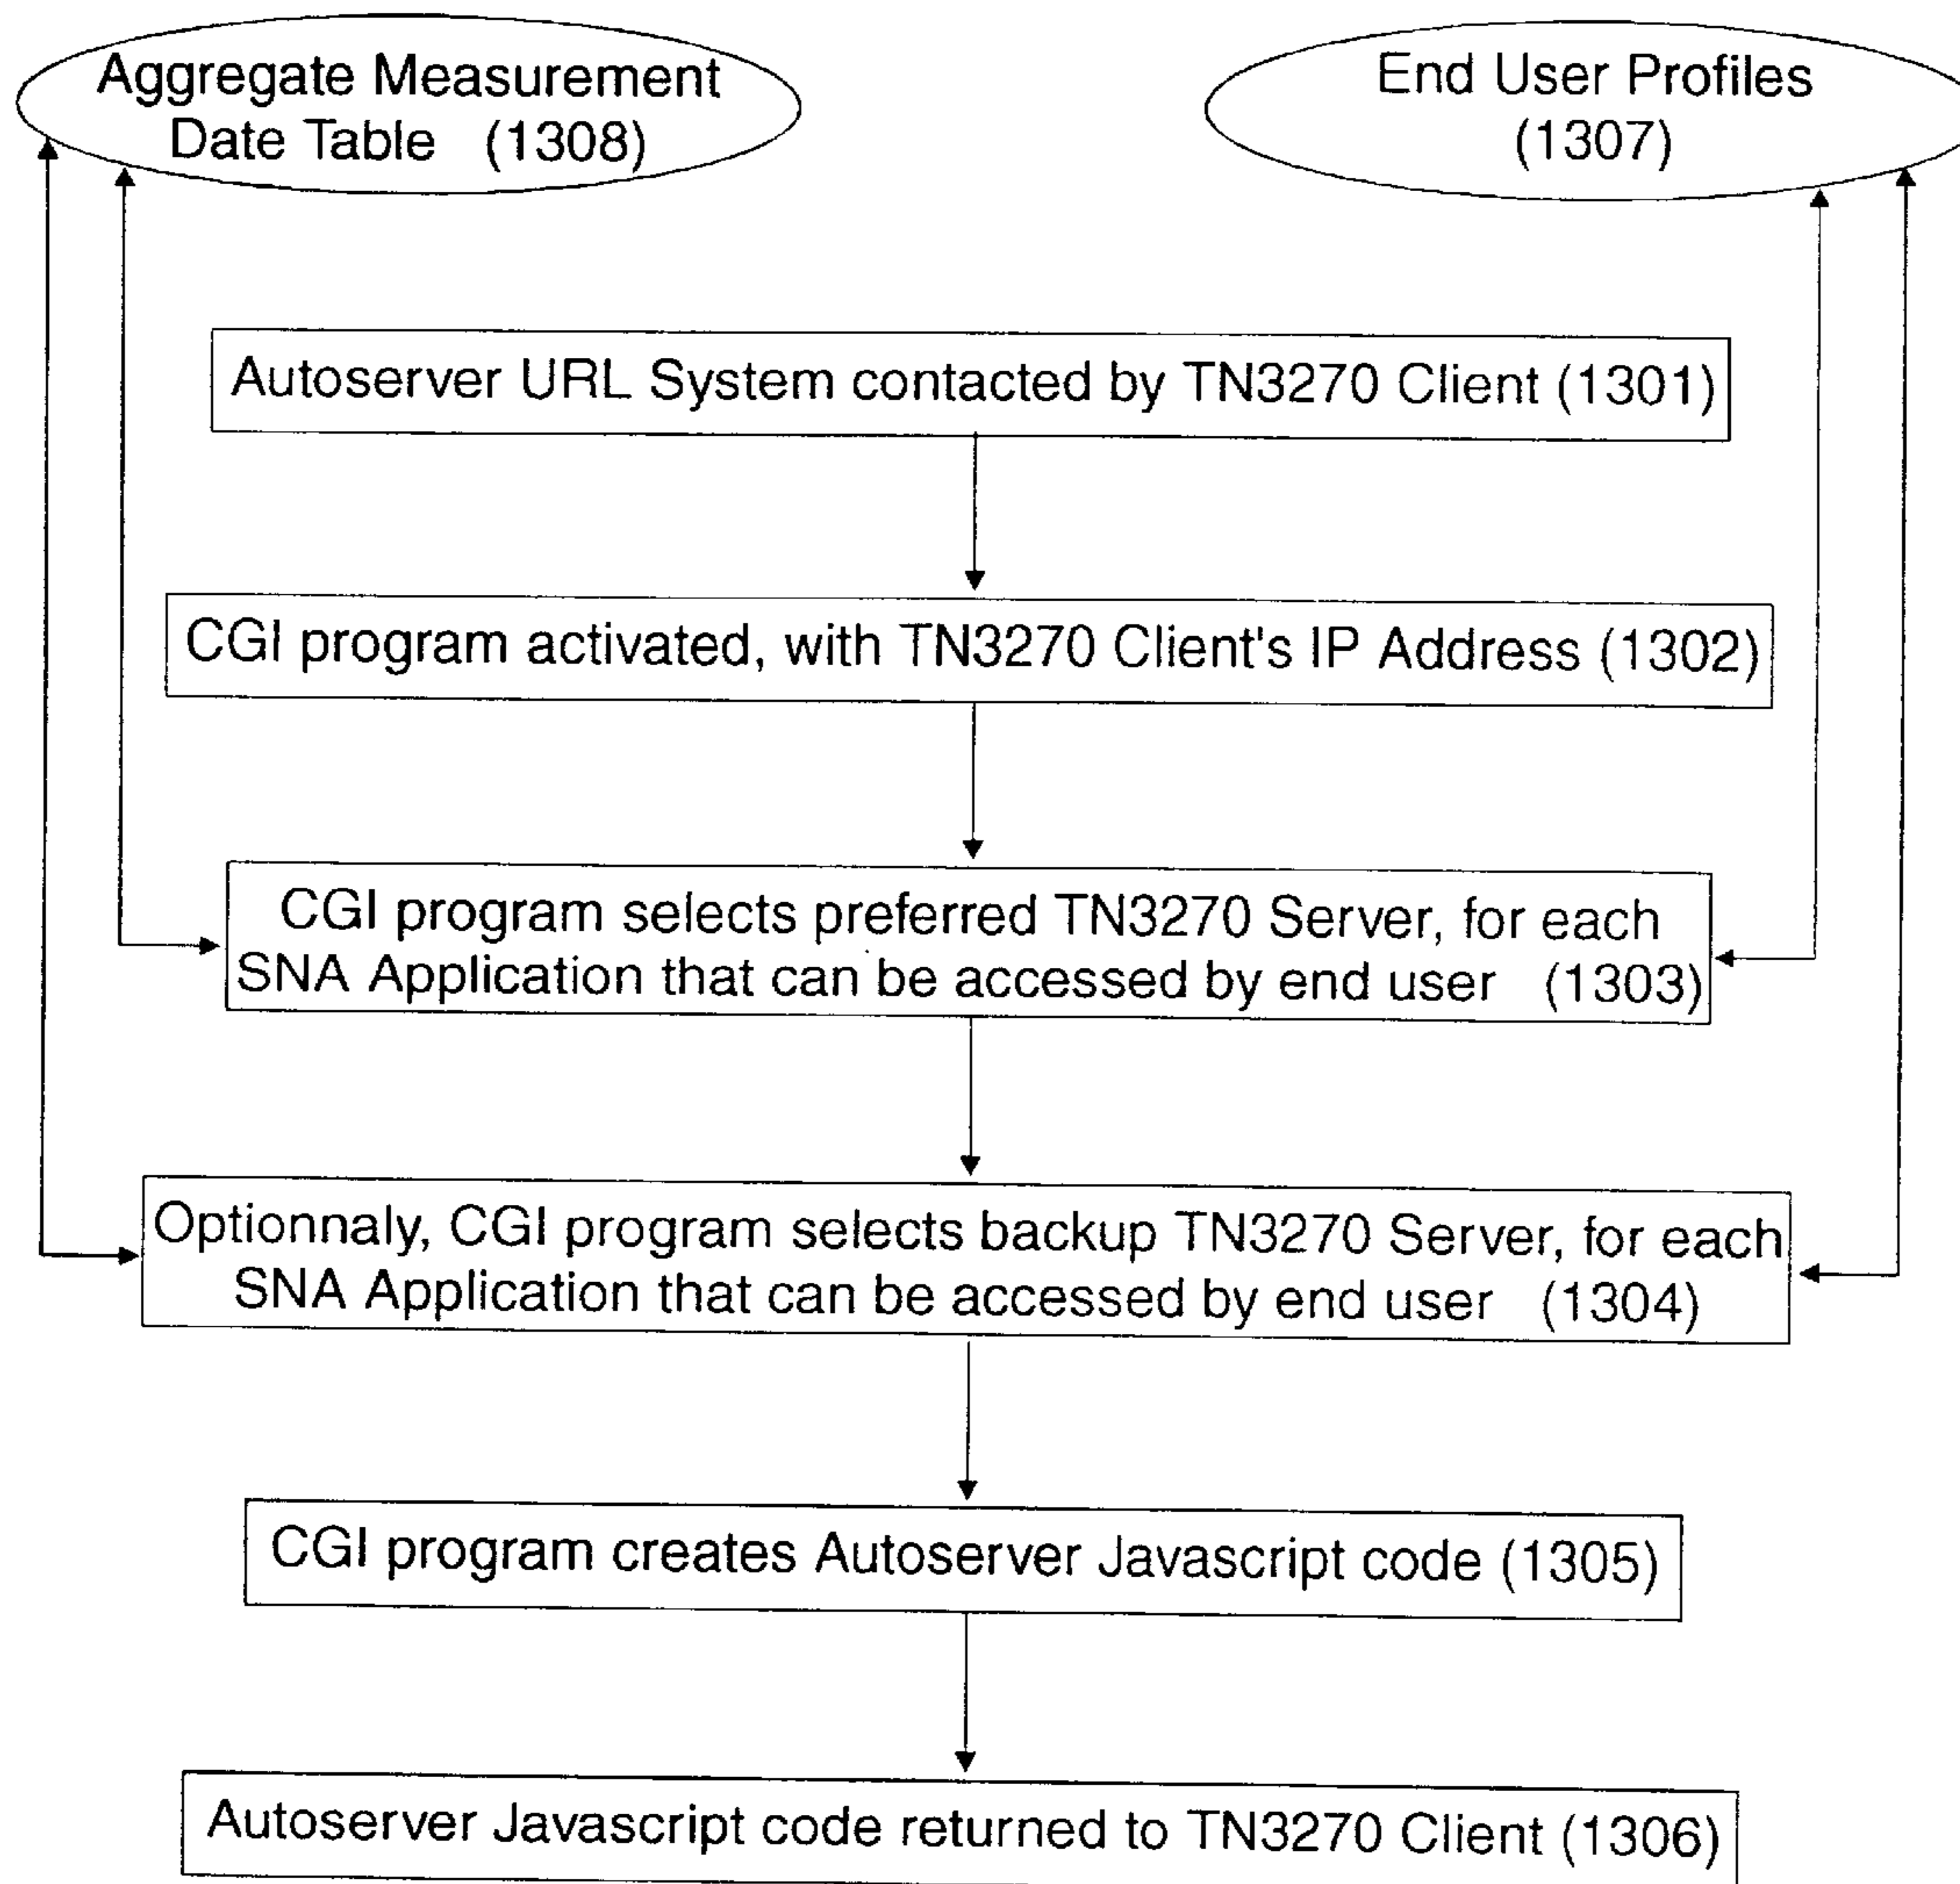 Aggregate Measurement
Date Table (1308)
End User Profiles
(1307)
Autoserver URL System contacted by TN3270 Client (1301)
CGI program activated, with TN3270 Client's IP Address (1302)
CGI program selects preferred TN3270 Server, for each
SNA Application that can be accessed by end user (1303)
Optionnaly, CGI program selects backup TN3270 Server, for each
SNA Application that can be accessed by end user (1304)
CGI program creates Autoserver Javascript code (1305)
Autoserver Javascript code returned to TN3270 Client (1306)